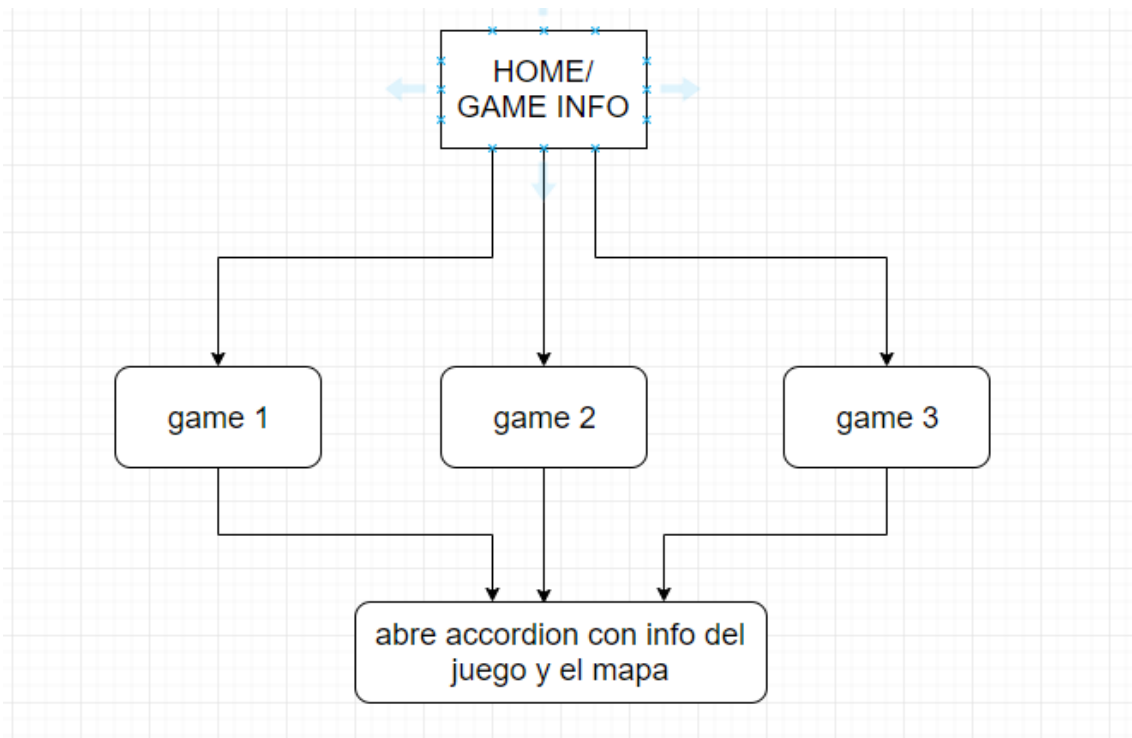 HOME/
GAME INFO
game 1
game 2
game 3
abre accordion con info del
juego y el mapa